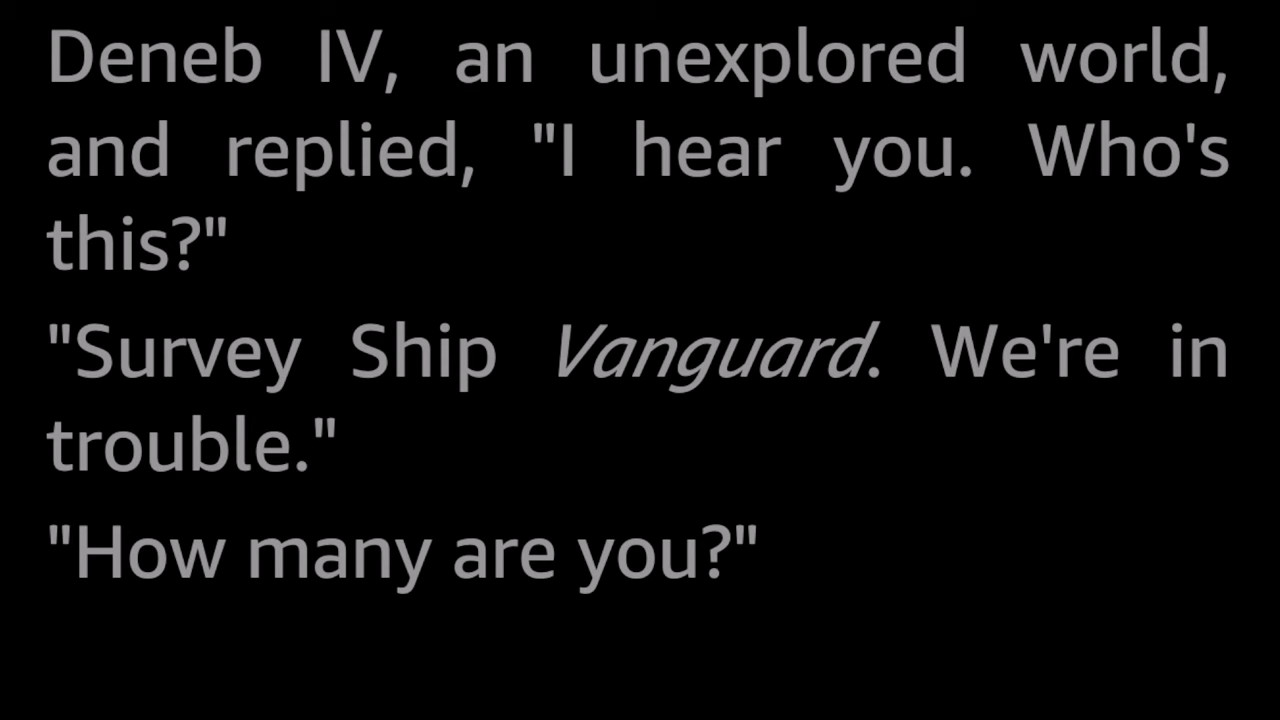 Deneb IV, an unexplored world,
and replied, "I hear you. Who's
this?"
"Survey Ship Vanguard. We're in
trouble."
"How many are you?"